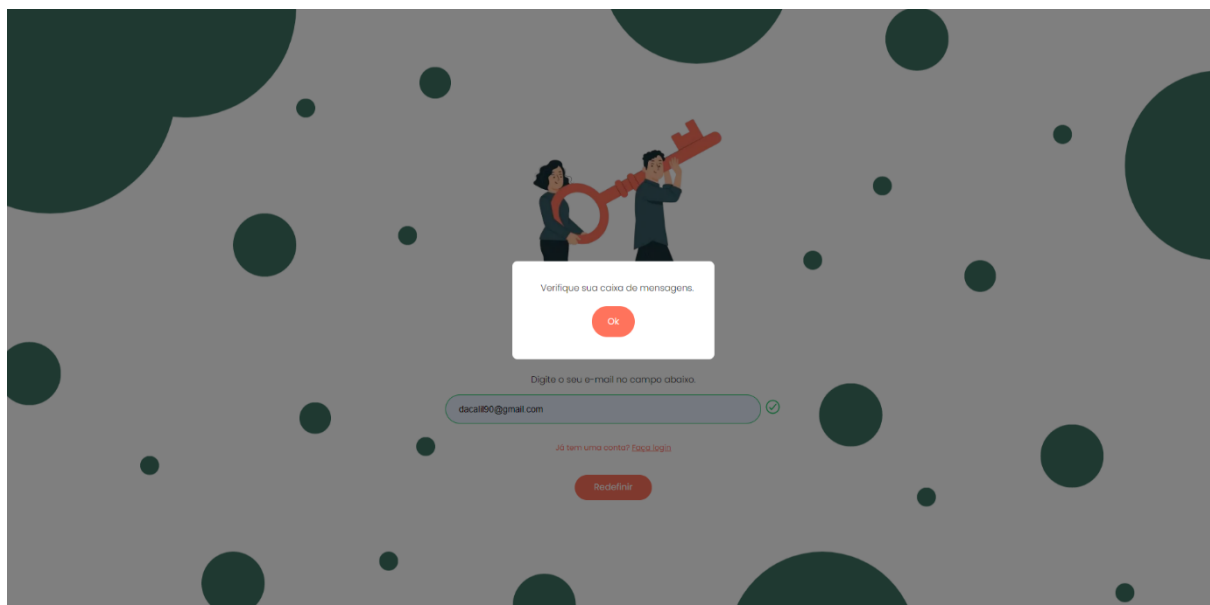 Verifique sua caixa de mensagens.
Ok
Digite o seu e-mail no campo abaixo.
dacalil90@gmail.com
Já tem uma conta? Faça login
Redefinir